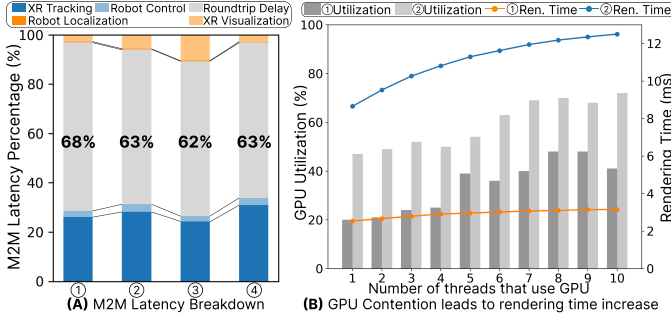 XR Tracking
Robot Control
Roundtrip Delay
Robot Localization
XR Visualization
M2M Latency Percentage (%)
100
80
60
40
20
0
68%
63%
62%
63%
① ② ③ ④
(A) M2M Latency Breakdown
①Utilization
②Utilization
①Ren. Time
②Ren. Time
GPU Utilization (%)
100
80
60
40
20
0
Rendering Time (ms)
12
10
8
6
4
2
0
1 2 3 4 5 6 7 8 9 10
Number of threads that use GPU
(B) GPU Contention leads to rendering time increase